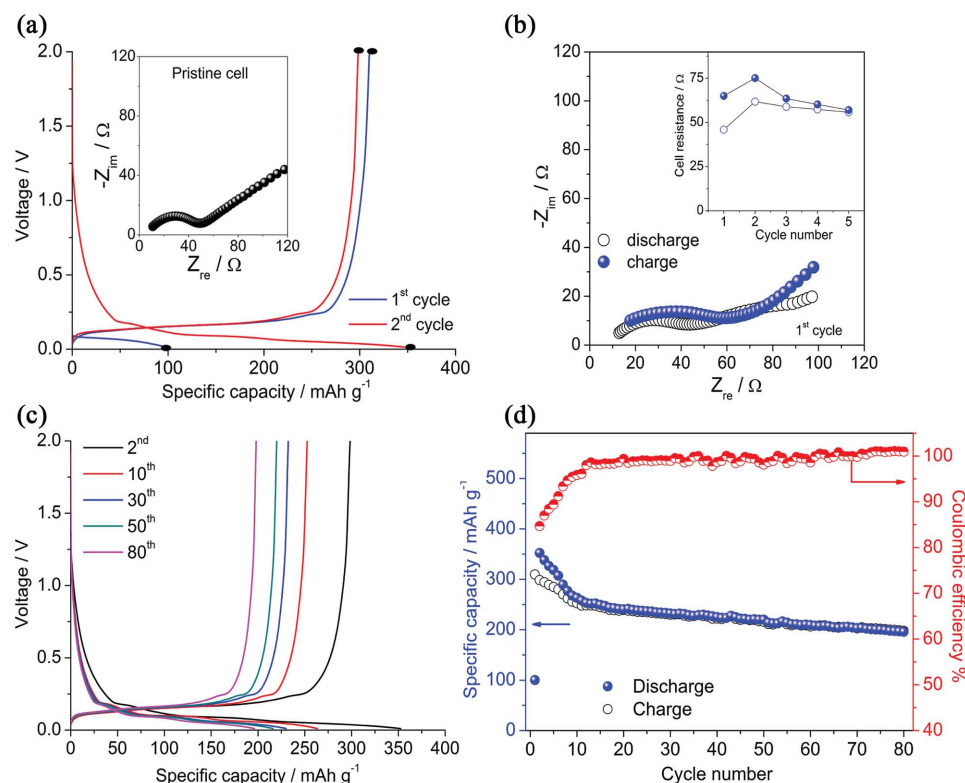 (a)
2.0
1.5
1.0
0.5
0.0
Voltage / V
0
100
200
300
400
Specific capacity / mAh g-1
1st cycle
2nd cycle
Pristine cell
120
80
40
0
-Zim / Ω
0
40
80
120
Zre / Ω
(b)
120
100
80
60
40
20
0
-Zim / Ω
0
20
40
60
80
100
120
Zre / Ω
discharge
charge
1st cycle
75
50
25
0
Cell resistance / Ω
1
2
3
4
5
Cycle number
(c)
2.0
1.5
1.0
0.5
0.0
Voltage / V
2nd
10th
30th
50th
80th
0
50
100
150
200
250
300
350
400
Specific capacity / mAh g-1
(d)
500
400
300
200
100
0
Specific capacity / mAh g-1
Discharge
Charge
0
10
20
30
40
50
60
70
80
Cycle number
100
90
80
70
60
50
40
Coulombic efficiency %